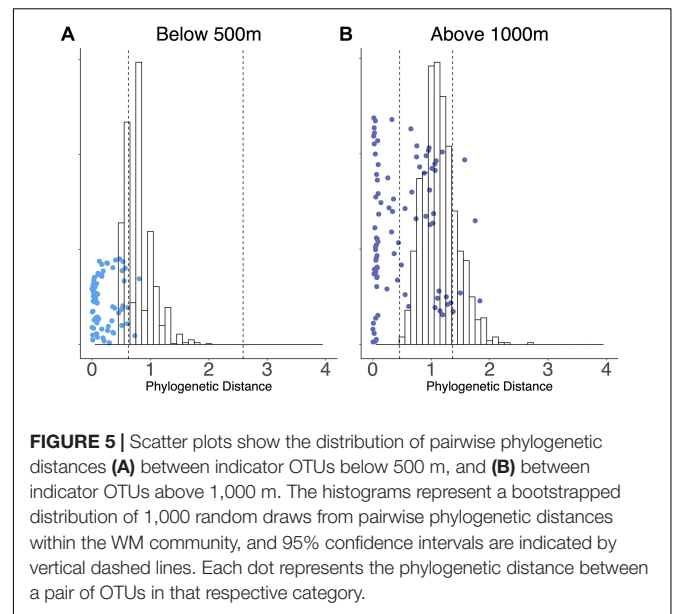 A Below 500m B Above 1000m
0 1 2 3 4 0 1 2 3 4
Phylogenetic Distance Phylogenetic Distance
FIGURE 5 | Scatter plots show the distribution of pairwise phylogenetic
distances (A) between indicator OTUs below 500 m, and (B) between
indicator OTUs above 1,000 m. The histograms represent a bootstrapped
distribution of 1,000 random draws from pairwise phylogenetic distances
within the WM community, and 95% confidence intervals are indicated by
vertical dashed lines. Each dot represents the phylogenetic distance between
a pair of OTUs in that respective category.